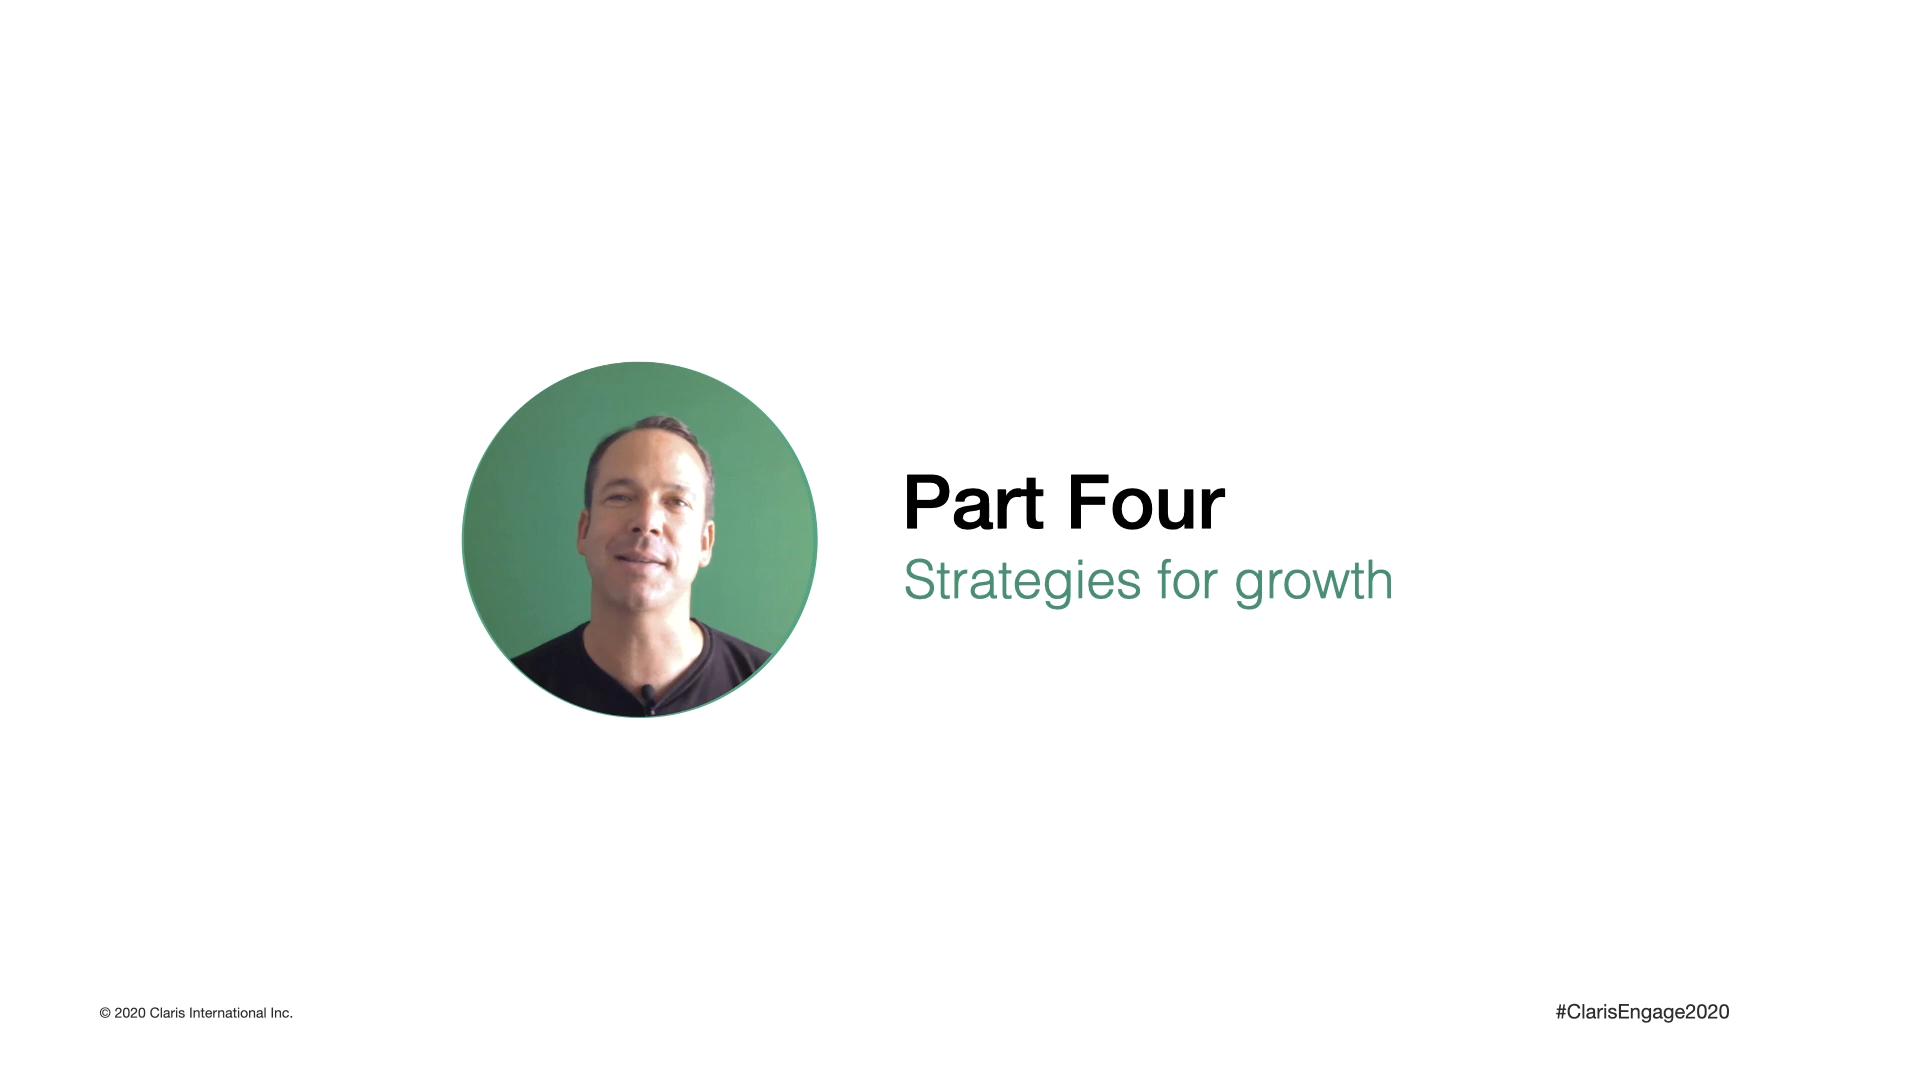 Part Four
Strategies for growth
© 2020 Claris International Inc.
#ClarisEngage2020